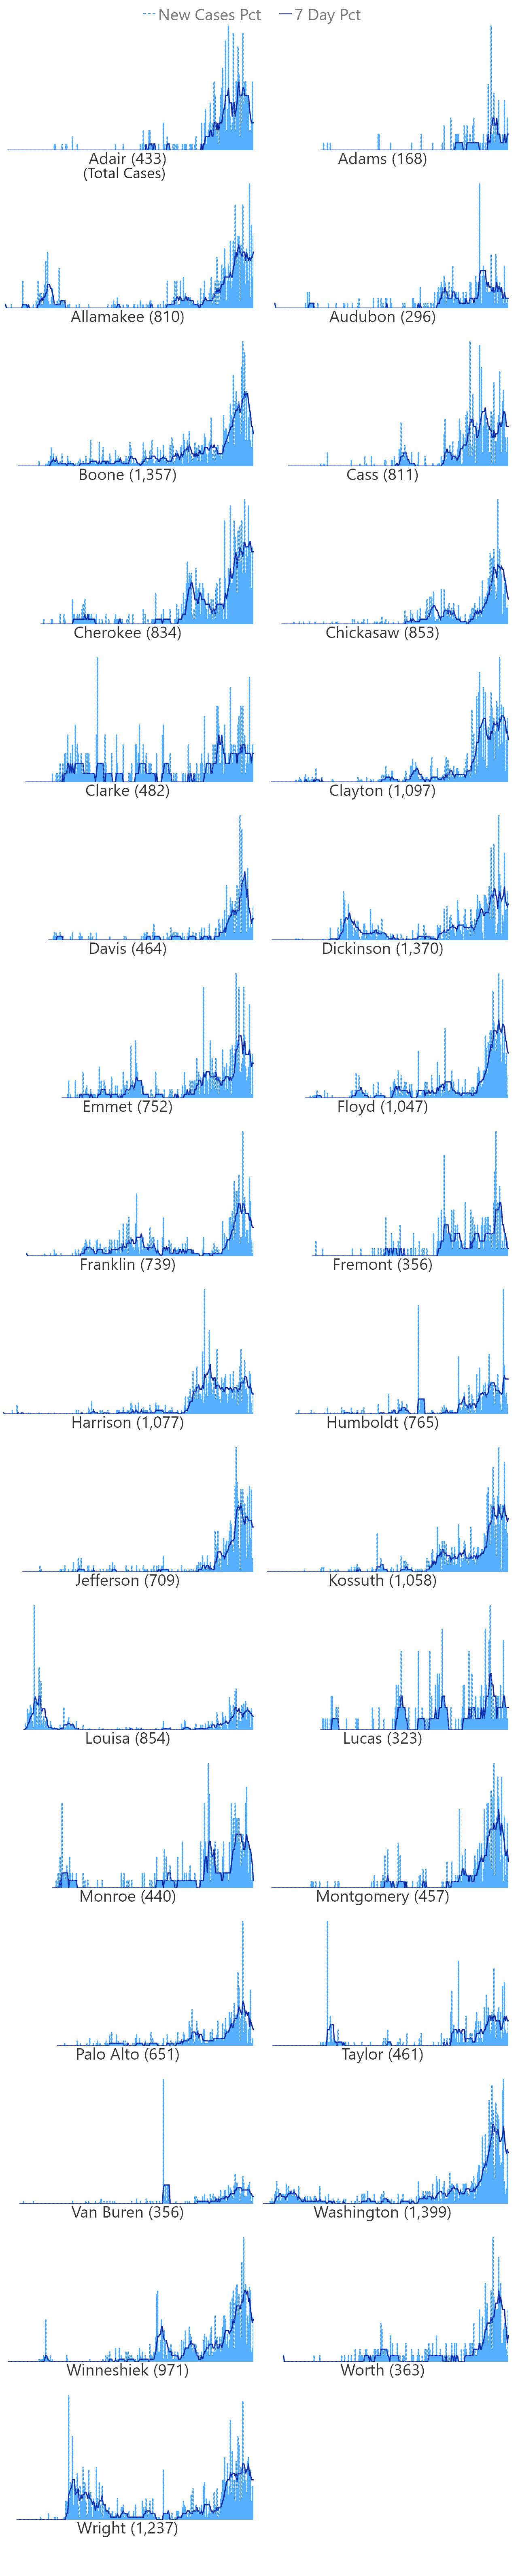 New Cases Pct 7 Day Pct
Adair (433)
(Total Cases)
Adams (168)
Allamakee (810)
Audubon (296)
Boone (1,357)
Cass (811)
Cherokee (834)
Chickasaw (853)
Clarke (482)
Clayton (1,097)
Davis (464)
Dickinson (1,370)
Emmet (752)
Floyd (1,047)
Franklin (739)
Fremont (356)
Harrison (1,077)
Humboldt (765)
Jefferson (709)
Kossuth (1,058)
Louisa (854)
Lucas (323)
Monroe (440)
Montgomery (457)
Palo Alto (651)
Taylor (461)
Van Buren (356)
Washington (1,399)
Winneshiek (971)
Worth (363)
Wright (1,237)